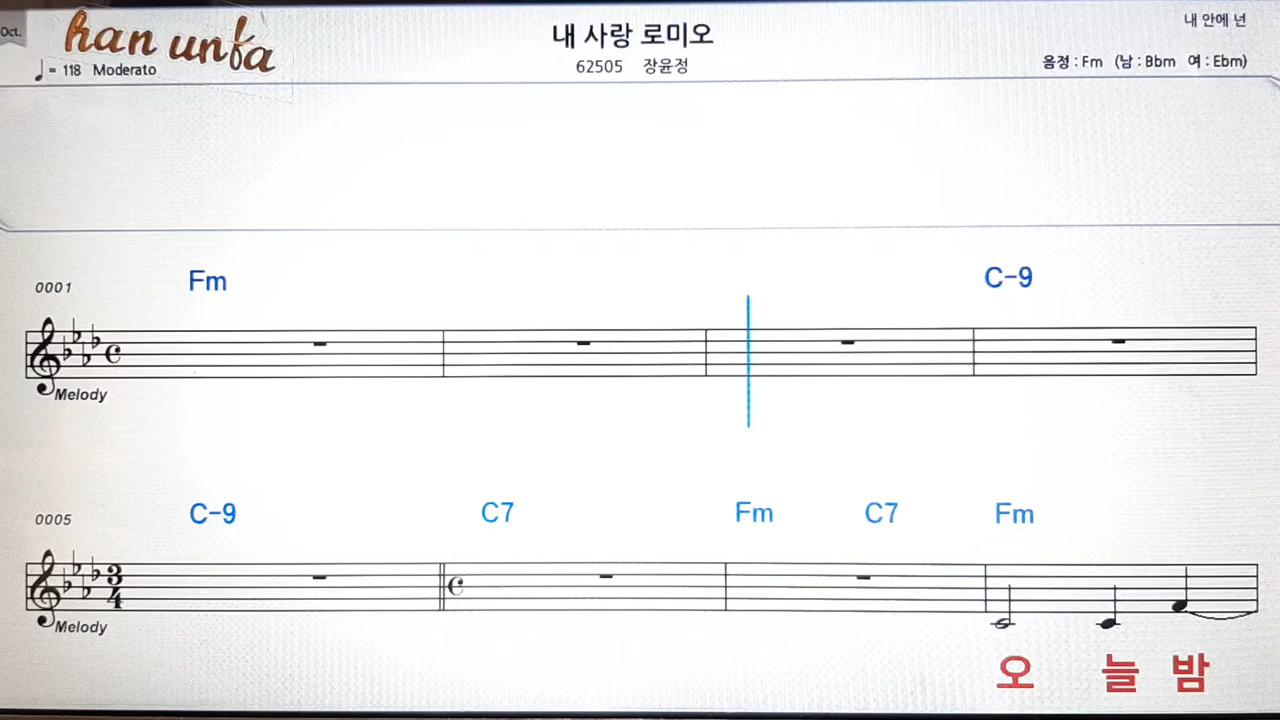 Oct.
han unfa
내 사랑 로미오
내 안에 넌
♩= 118 Moderato
62505 장윤정
음정 : Fm (남 : Bbm 여 : Ebm)
0001 Fm C-9
Melody
0005 C-9 C7 Fm C7 Fm
3/4
Melody
오 늘 밤